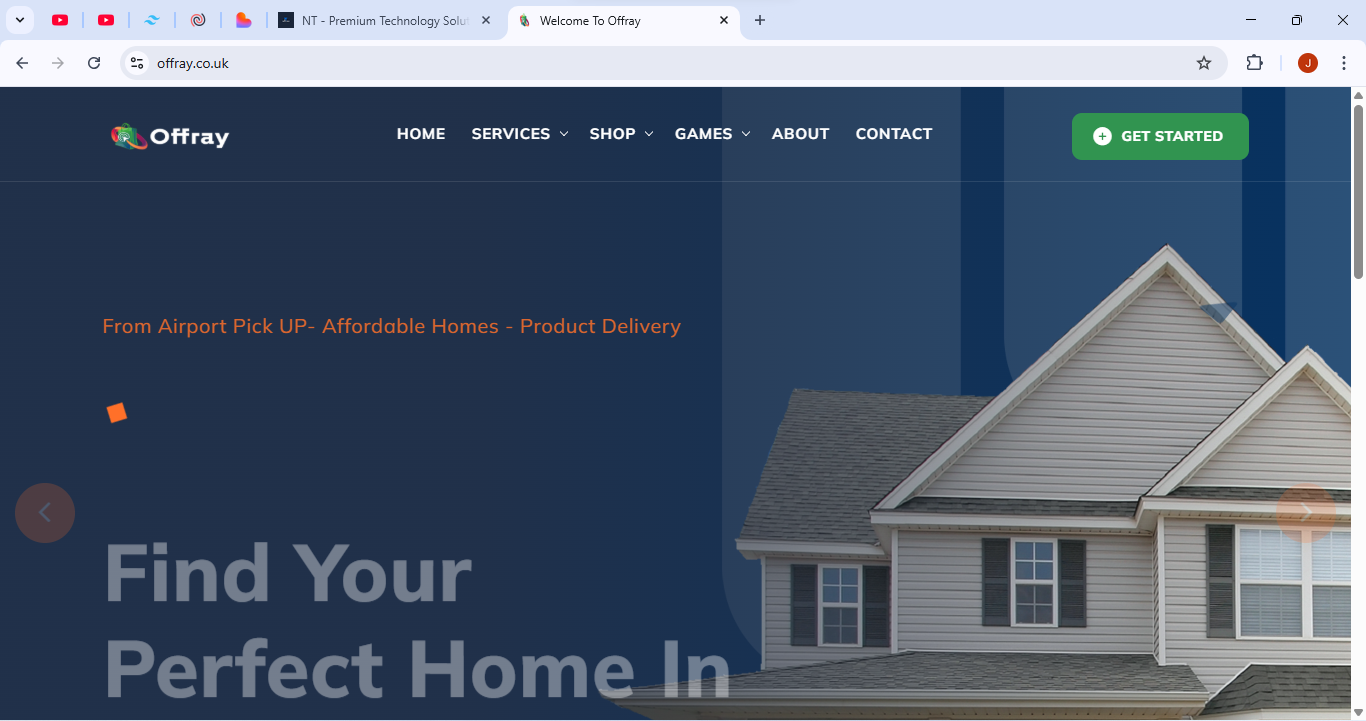 NT - Premium Technology Solut
Welcome To Offray
offray.co.uk
J
Offray
HOME SERVICES SHOP GAMES ABOUT CONTACT
GET STARTED
From Airport Pick UP- Affordable Homes - Product Delivery
Find Your
Perfect Home In